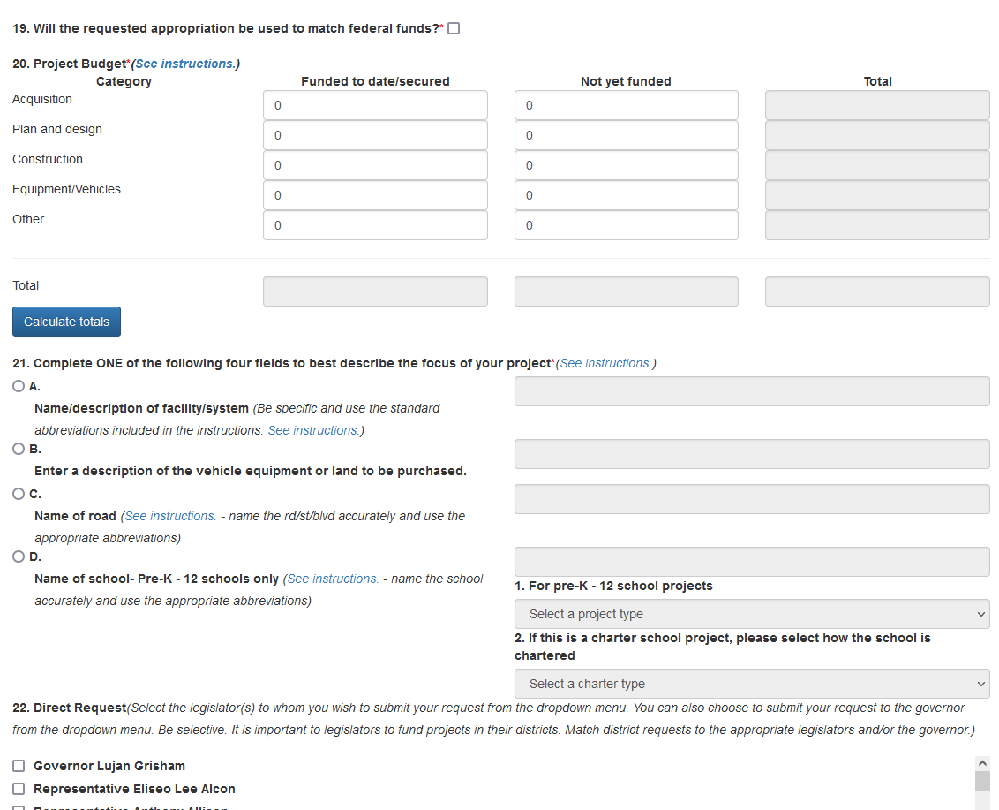 19. Will the requested appropriation be used to match federal funds?*
20. Project Budget*(See instructions.)
Category Funded to date/secured Not yet funded Total
Acquisition 0 0
Plan and design 0 0
Construction 0 0
Equipment/Vehicles 0 0
Other 0 0
Total
Calculate totals
21. Complete ONE of the following four fields to best describe the focus of your project*(See instructions.)
A.
Name/description of facility/system (Be specific and use the standard
abbreviations included in the instructions. See instructions.)
B.
Enter a description of the vehicle equipment or land to be purchased.
C.
Name of road (See instructions. - name the rd/st/blvd accurately and use the
appropriate abbreviations)
D.
Name of school- Pre-K - 12 schools only (See instructions. - name the school
accurately and use the appropriate abbreviations)
1. For pre-K - 12 school projects
Select a project type
2. If this is a charter school project, please select how the school is
chartered
Select a charter type
22. Direct Request(Select the legislator(s) to whom you wish to submit your request from the dropdown menu. You can also choose to submit your request to the governor
from the dropdown menu. Be selective. It is important to legislators to fund projects in their districts. Match district requests to the appropriate legislators and/or the governor.)
Governor Lujan Grisham
Representative Eliseo Lee Alcon
Representative Anthony Allison